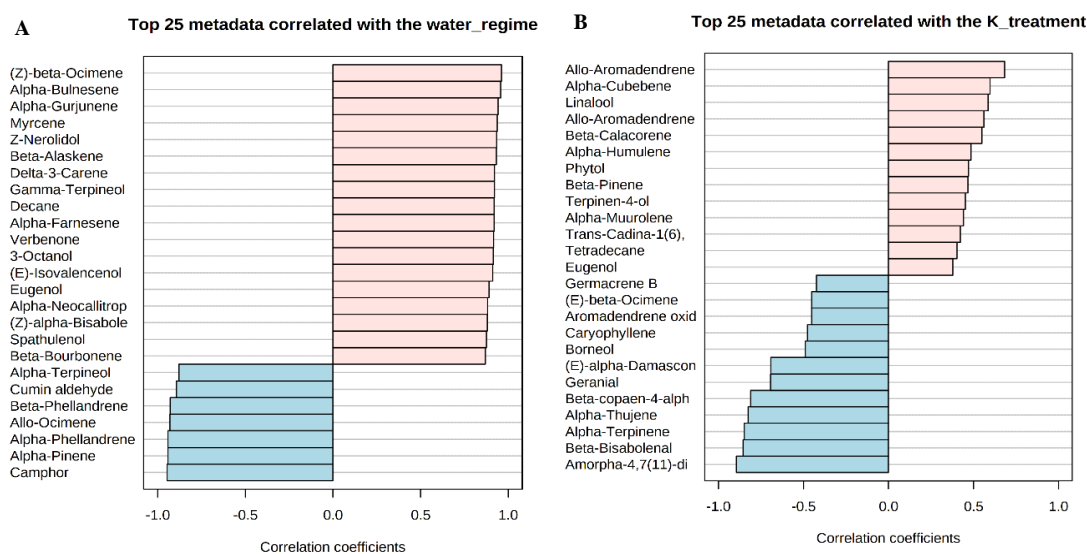 A
Top 25 metadata correlated with the water_regime
(Z)-beta-Ocimene
Alpha-Bulnesene
Alpha-Gurjunene
Myrcene
Z-Nerolidol
Beta-Alaskene
Delta-3-Carene
Gamma-Terpineol
Decane
Alpha-Farnesene
Verbenone
3-Octanol
(E)-Isovalencenol
Eugenol
Alpha-Neocallitrop
(Z)-alpha-Bisabole
Spathulenol
Beta-Bourbonene
Alpha-Terpineol
Cumin aldehyde
Beta-Phellandrene
Allo-Ocimene
Alpha-Phellandrene
Alpha-Pinene
Camphor
-1.0 -0.5 0.0 0.5 1.0
Correlation coefficients
B
Top 25 metadata correlated with the K_treatment
Allo-Aromadendrene
Alpha-Cubebene
Linalool
Allo-Aromadendrene
Beta-Calacorene
Alpha-Humulene
Phytol
Beta-Pinene
Terpinen-4-ol
Alpha-Muurolene
Trans-Cadina-1(6),
Tetradecane
Eugenol
Germacrene B
(E)-beta-Ocimene
Aromadendrene oxid
Caryophyllene
Borneol
(E)-alpha-Damascon
Geranial
Beta-copaen-4-alph
Alpha-Thujene
Alpha-Terpinene
Beta-Bisabolenal
Amorpha-4,7(11)-di
-1.0 -0.5 0.0 0.5 1.0
Correlation coefficients